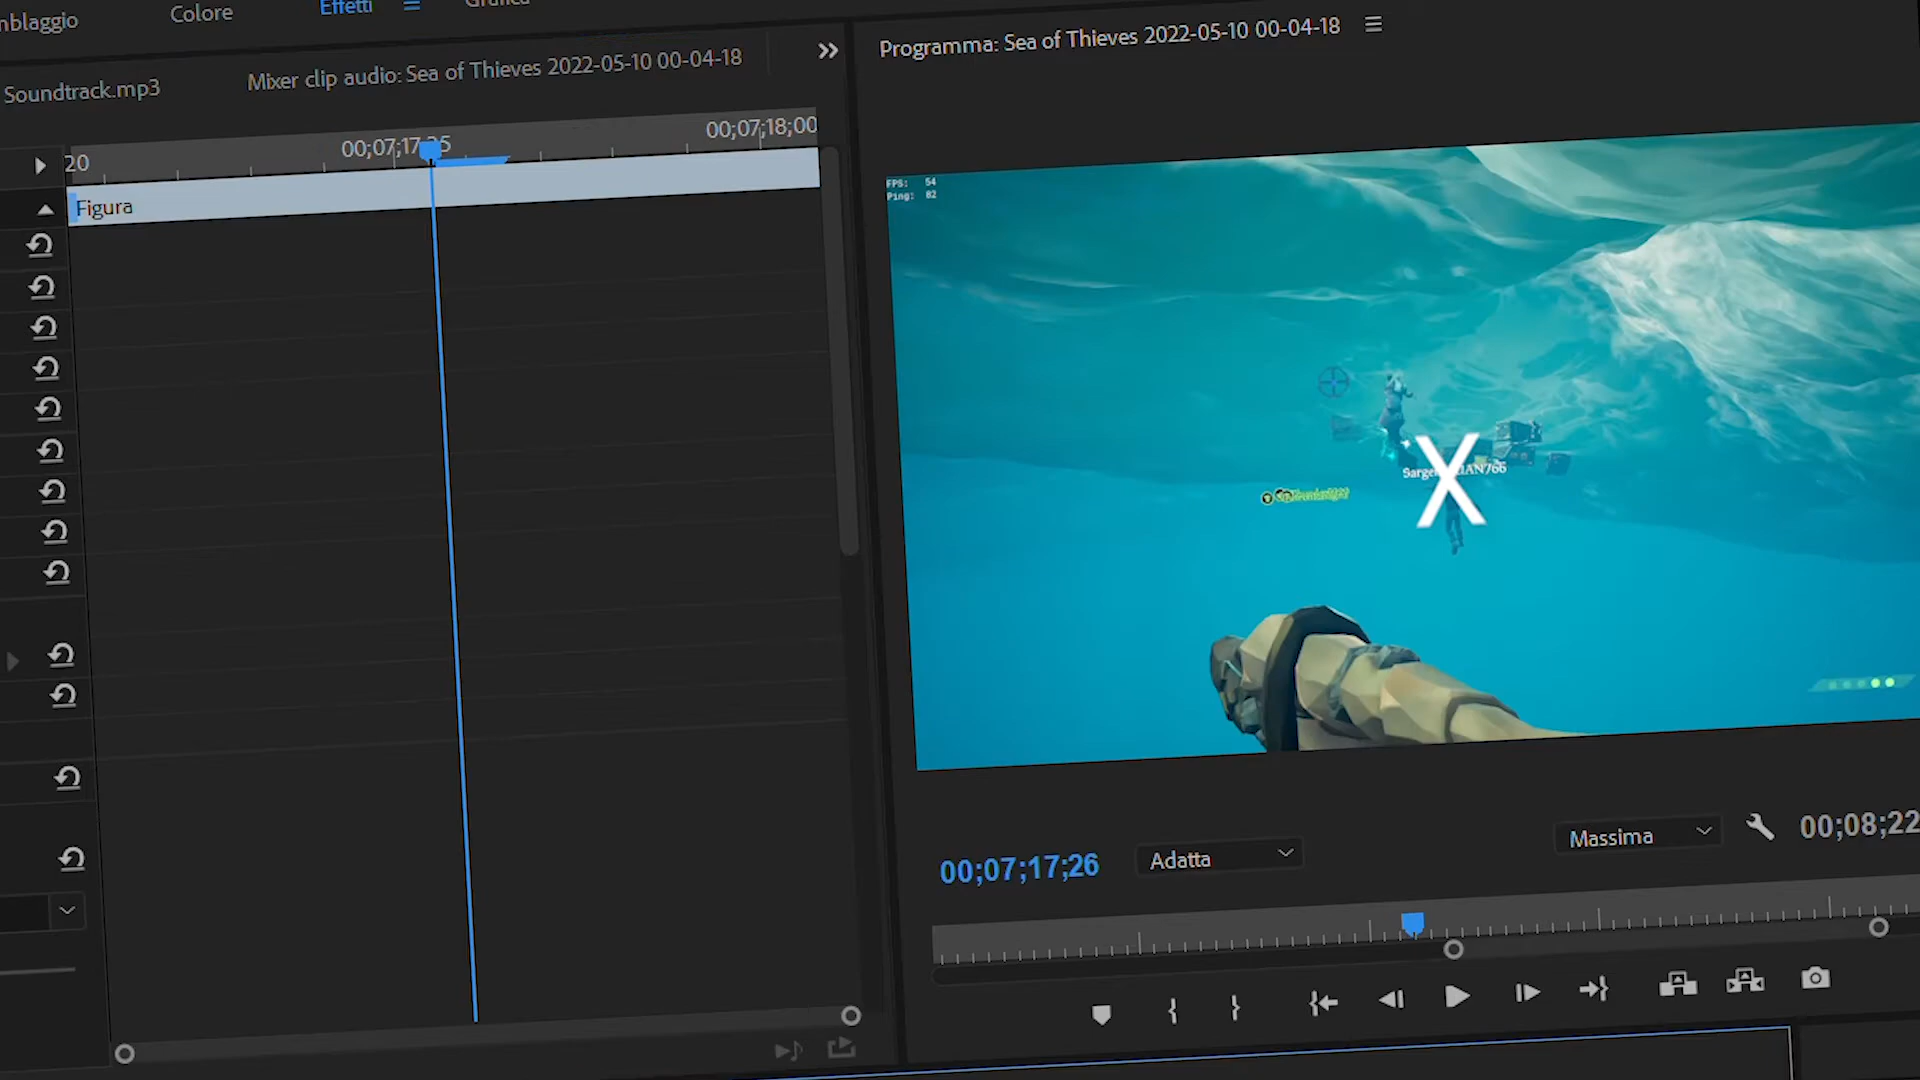 Colore
Effetti
Soundtrack.mp3
Mixer clip audio: Sea of Thieves 2022-05-10 00-04-18
Programma: Sea of Thieves 2022-05-10 00-04-18
20
00;07;18;00
Figura
FPS: 54
Ping: 82
X
00;07;17;26
Adatta
Massima
00;08;22